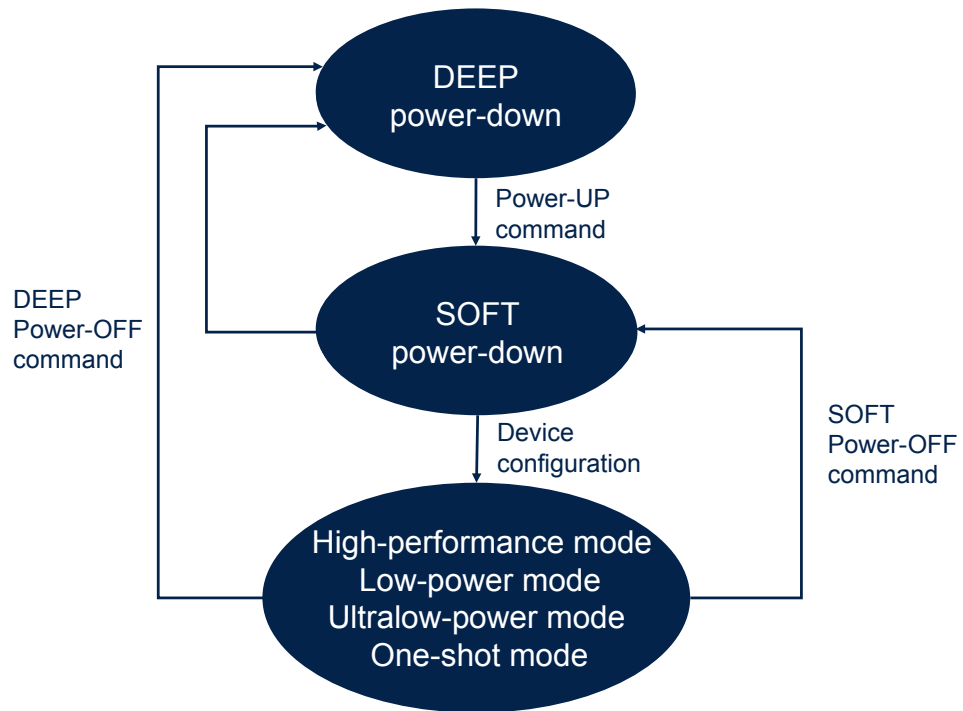 DEEP
power-down
Power-UP
command
DEEP
Power-OFF
command
SOFT
power-down
SOFT
Power-OFF
command
Device
configuration
High-performance mode
Low-power mode
Ultralow-power mode
One-shot mode